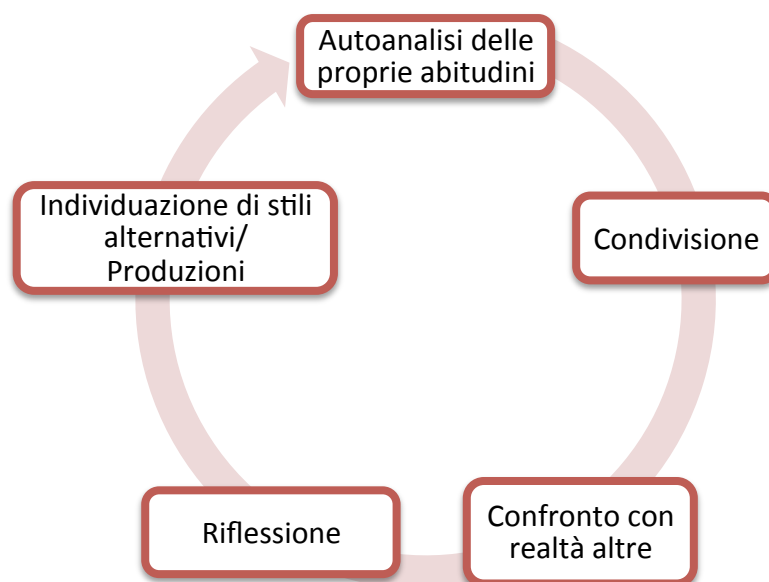 Autoanalisi delle
proprie abitudini
Condivisione
Confronto con
realtà altre
Riflessione
Individuazione di stili
alternativi/
Produzioni